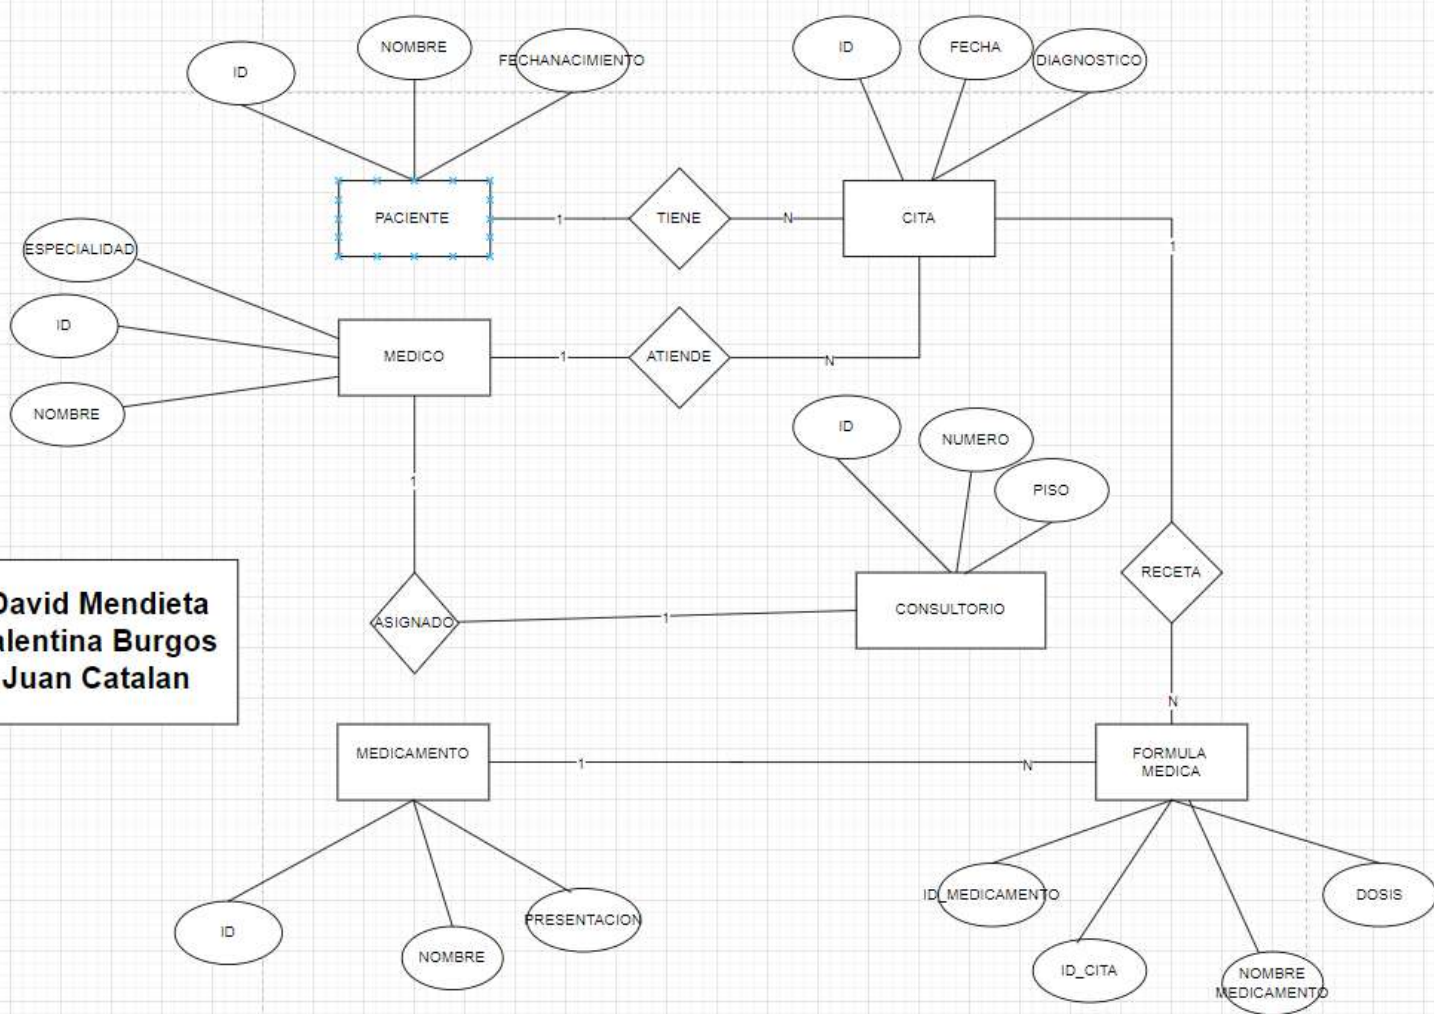 ID
NOMBRE
FECHANACIMIENTO
ID
FECHA
DIAGNOSTICO
PACIENTE
1
TIENE
N
CITA
1
ESPECIALIDAD
ID
NOMBRE
MEDICO
1
ATIENDE
N
ID
NUMERO
PISO
1
ASIGNADO
1
CONSULTORIO
RECETA
N
David Mendieta
alentina Burgos
Juan Catalan
MEDICAMENTO
1
N
FORMULA
MEDICA
ID
NOMBRE
PRESENTACION
ID_MEDICAMENTO
ID_CITA
NOMBRE
MEDICAMENTO
DOSIS